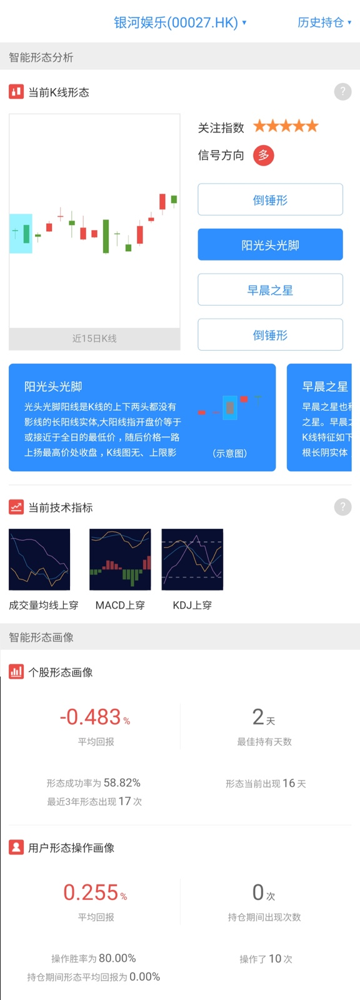 银河娱乐(00027.HK)
历史持仓
智能形态分析
当前K线形态
?
关注指数
信号方向 多
倒锤形
阳光头光脚
早晨之星
倒锤形
近15日K线
阳光头光脚
光头光脚阳线是K线的上下两头都没有
影线的长阳线实体,大阳线指开盘价等于
或接近于全日的最低价，随后价格一路
上扬最高价处收盘，K线图无、上限影
（示意图）
早晨之星
早晨之星也
之星。早晨
K线特征如下
根长阴实体
当前技术指标
?
成交量均线上穿
MACD上穿
KDJ上穿
智能形态画像
个股形态画像
-0.483%
平均回报
2天
最佳持有天数
形态成功率为58.82%
最近3年形态出现17次
形态当前出现16天
用户形态操作画像
0.255%
平均回报
0次
持仓期间出现次数
操作胜率为80.00%
持仓期间形态平均回报为0.00%
操作了10次